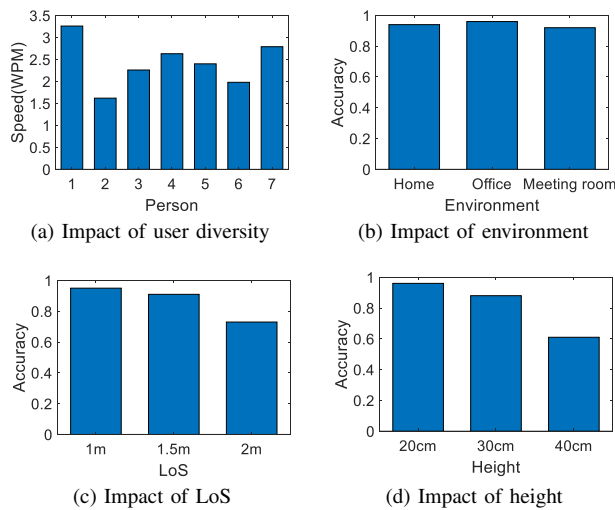 3.5
3
2.5
2
1.5
1
0.5
0
Speed(WPM)
1 2 3 4 5 6 7
Person
(a) Impact of user diversity
1
0.8
0.6
0.4
0.2
0
Accuracy
Home Office Meeting room
Environment
(b) Impact of environment
1
0.8
0.6
0.4
0.2
0
Accuracy
1m 1.5m 2m
LoS
(c) Impact of LoS
1
0.8
0.6
0.4
0.2
0
Accuracy
20cm 30cm 40cm
Height
(d) Impact of height